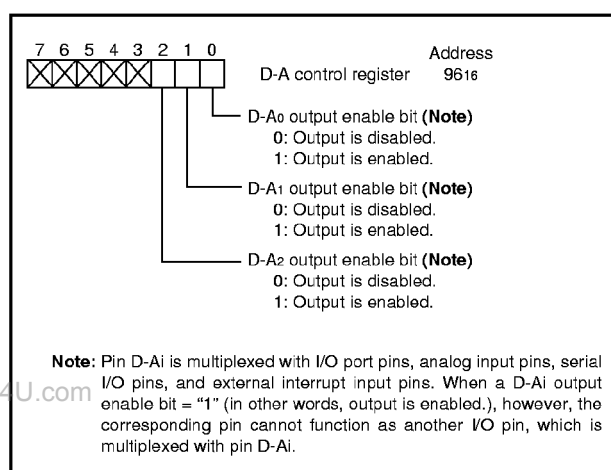 7 6 5 4 3 2 1 0
Address
D-A control register 9616
D-A0 output enable bit (Note)
0: Output is disabled.
1: Output is enabled.
D-A1 output enable bit (Note)
0: Output is disabled.
1: Output is enabled.
D-A2 output enable bit (Note)
0: Output is disabled.
1: Output is enabled.
Note: Pin D-Ai is multiplexed with I/O port pins, analog input pins, serial
I/O pins, and external interrupt input pins. When a D-Ai output
4U.com
enable bit = “1” (in other words, output is enabled.), however, the
corresponding pin cannot function as another I/O pin, which is
multiplexed with pin D-Ai.